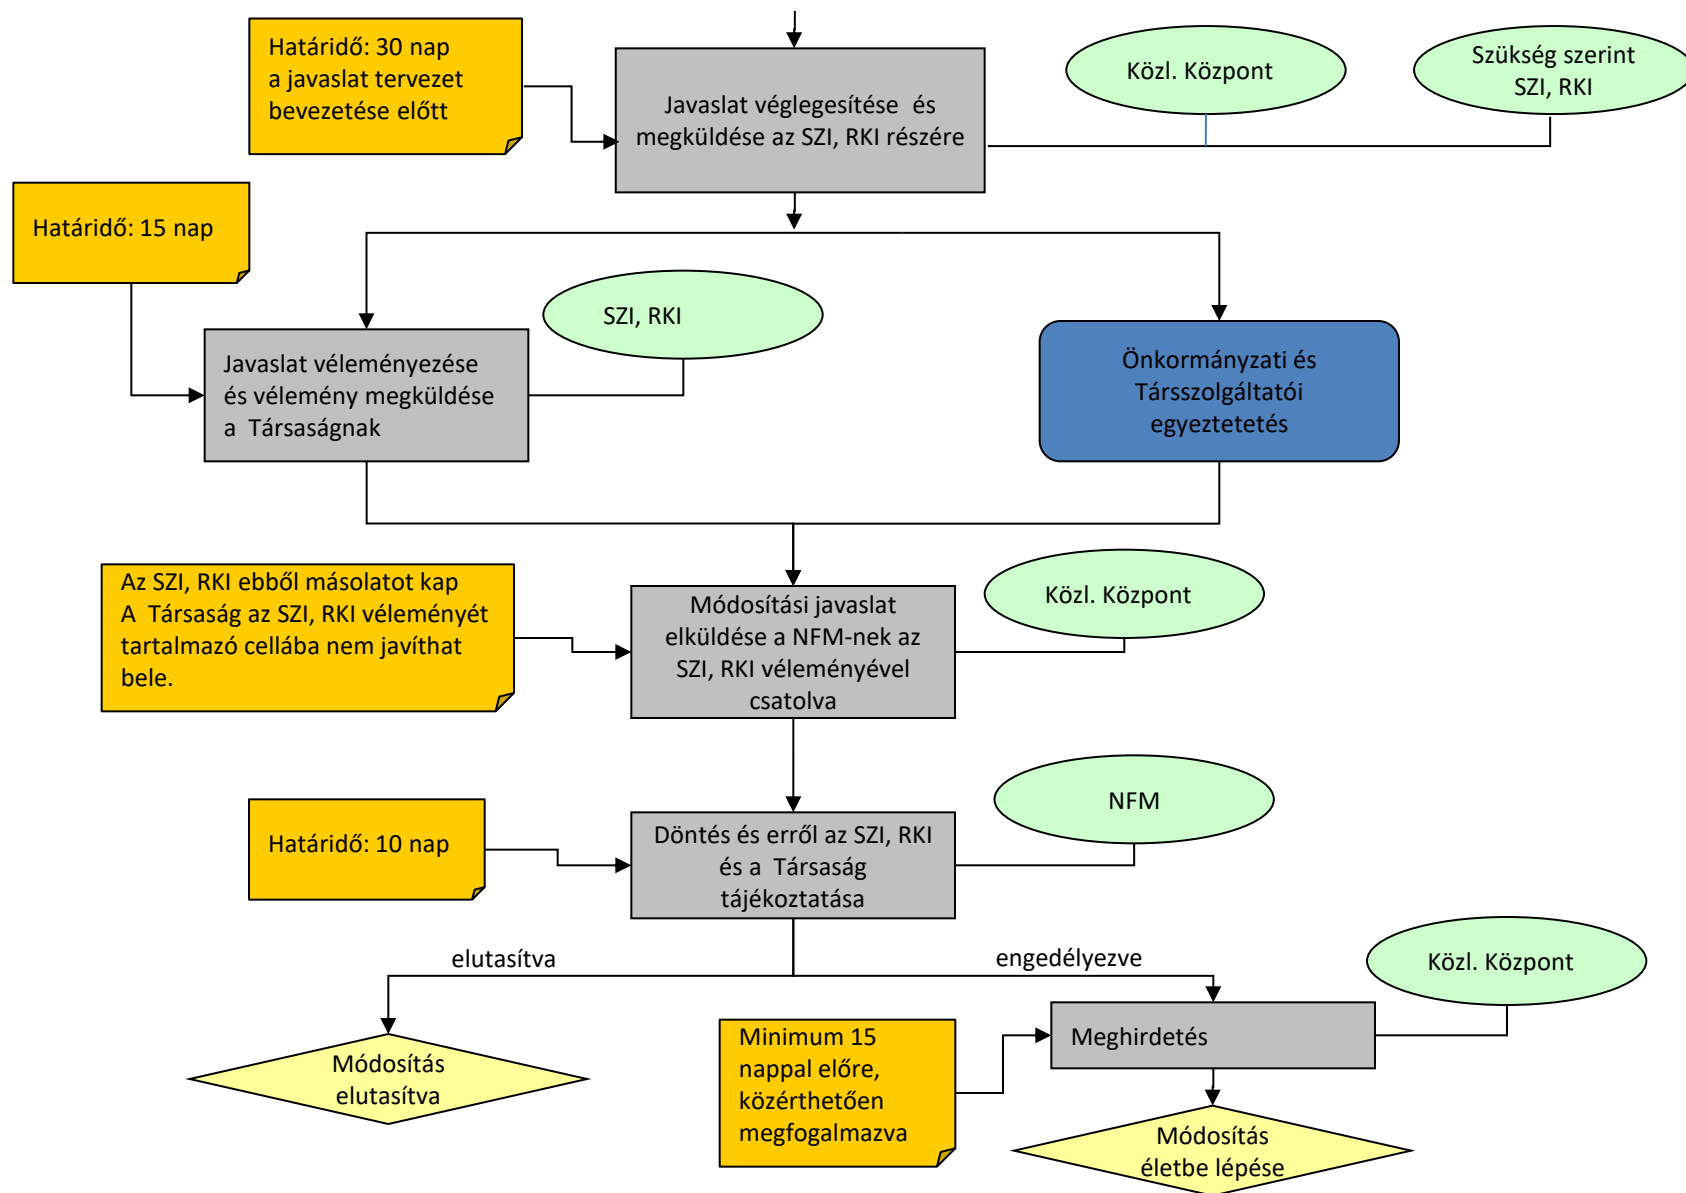 Határidő: 30 nap
a javaslat tervezet
bevezetése előtt
Javaslat véglegesítése és
megküldése az SZI, RKI részére
Közl. Központ
Szükség szerint
SZI, RKI
Határidő: 15 nap
SZI, RKI
Javaslat véleményezése
és vélemény megküldése
a Társaságnak
Önkormányzati és
Társszolgáltatói
egyeztetetés
Az SZI, RKI ebből másolatot kap
A Társaság az SZI, RKI véleményét
tartalmazó cellába nem javíthat
bele.
Módosítási javaslat
elküldése a NFM-nek az
SZI, RKI véleményével
csatolva
Közl. Központ
NFM
Határidő: 10 nap
Döntés és erről az SZI, RKI
és a Társaság
tájékoztatása
elutasítva
engedélyezve
Közl. Központ
Módosítás
elutasítva
Minimum 15
nappal előre,
közérthetően
megfogalmazva
Meghirdetés
Módosítás
életbe lépése